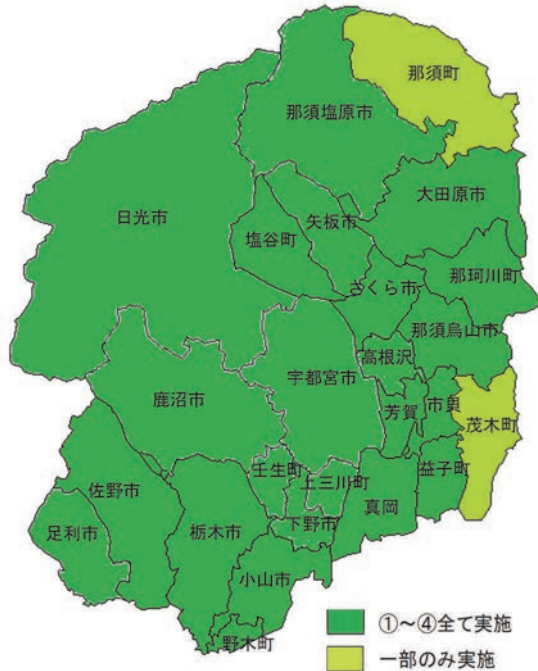 那須町
那須塩原市
大田原市
日光市
矢板市
塩谷町
那珂川町
さくら市
那須烏山市
高根沢
宇都宮市
鹿沼市
芳賀
市貝
茂木町
壬生町
上三川町
益子町
佐野市
真岡
足利市
栃木市
下野市
小山市
野木町
①～④全て実施
一部のみ実施